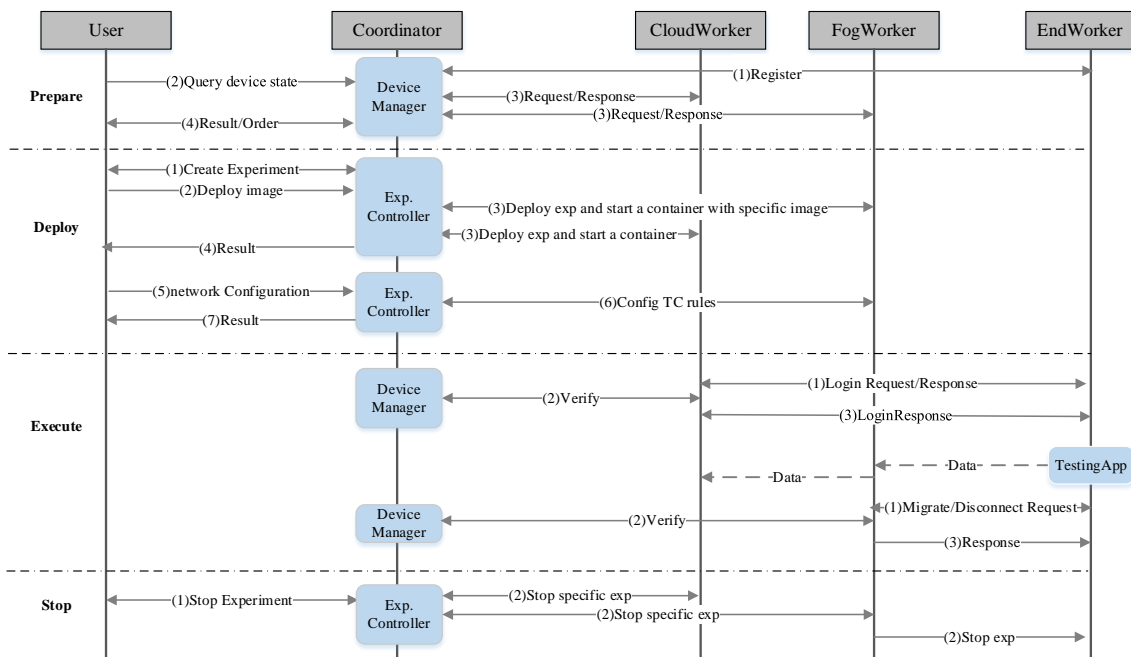 User
Coordinator
CloudWorker
FogWorker
EndWorker
Prepare
(2)Query device state
Device
Manager
(1)Register
(3)Request/Response
(3)Request/Response
(4)Result/Order
Deploy
(1)Create Experiment
(2)Deploy image
Exp.
Controller
(3)Deploy exp and start a container with specific image
(3)Deploy exp and start a container
(4)Result
(5)network Configuration
Exp.
Controller
(6)Config TC rules
(7)Result
Execute
Device
Manager
(1)Login Request/Response
(2)Verify
(3)LoginResponse
TestingApp
Data
Data
(1)Migrate/Disconnect Request
Device
Manager
(2)Verify
(3)Response
Stop
(1)Stop Experiment
Exp.
Controller
(2)Stop specific exp
(2)Stop specific exp
(2)Stop exp